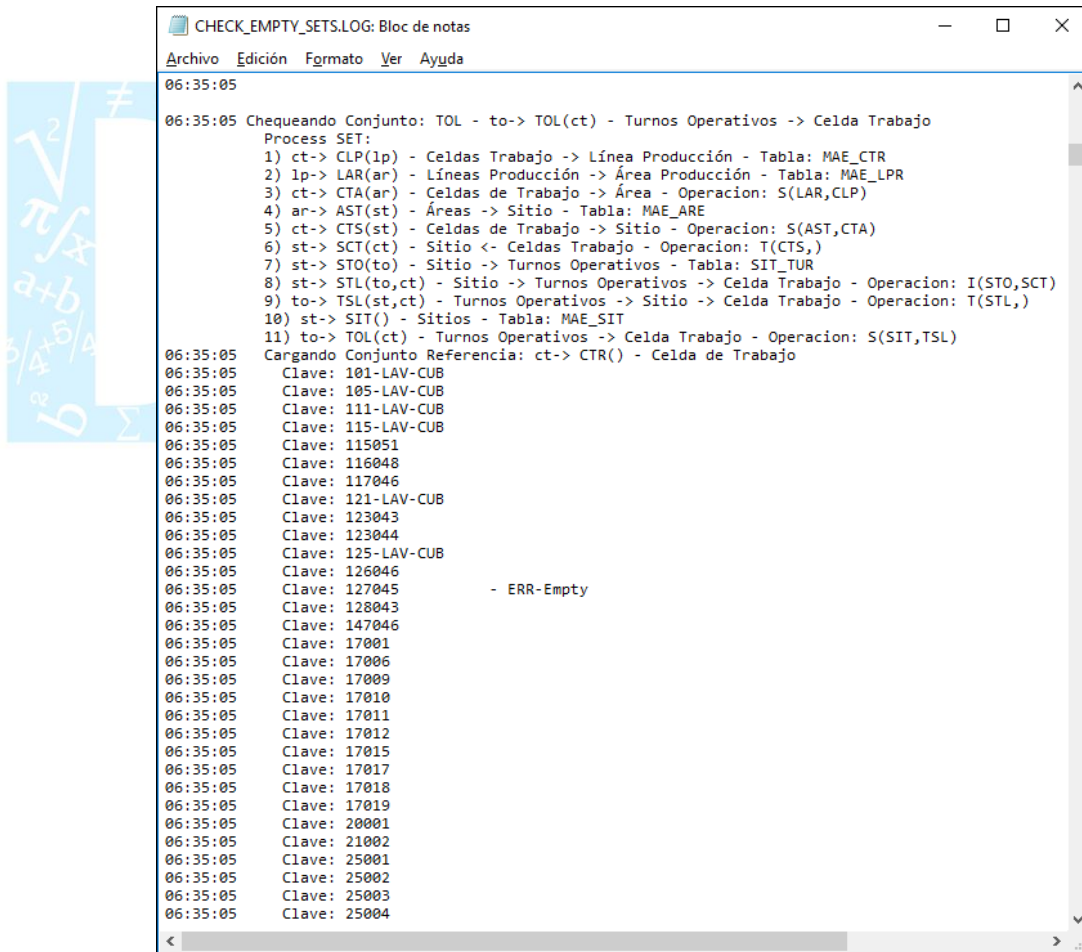 CHECK_EMPTY_SETS.LOG: Bloc de notas
Archivo Edición Formato Ver Ayuda
06:35:05
06:35:05 Chequeando Conjunto: TOL - to-> TOL(ct) - Turnos Operativos -> Celda Trabajo
Process SET:
1) ct-> CLP(lp) - Celdas Trabajo -> Línea Producción - Tabla: MAE_CTR
2) lp-> LAR(ar) - Líneas Producción -> Área Producción - Tabla: MAE_LPR
3) ct-> CTA(ar) - Celdas de Trabajo -> Área - Operacion: S(LAR,CLP)
4) ar-> AST(st) - Áreas -> Sitio - Tabla: MAE_ARE
5) ct-> CTS(st) - Celdas de Trabajo -> Sitio - Operacion: S(AST,CTA)
6) st-> SCT(ct) - Sitio <- Celdas Trabajo - Operacion: T(CTS,)
7) st-> STO(to) - Sitio -> Turnos Operativos - Tabla: SIT_TUR
8) st-> STL(to,ct) - Sitio -> Turnos Operativos -> Celda Trabajo - Operacion: I(STO,SCT)
9) to-> TSL(st,ct) - Turnos Operativos -> Sitio -> Celda Trabajo - Operacion: T(STL,)
10) st-> SIT() - Sitios - Tabla: MAE_SIT
11) to-> TOL(ct) - Turnos Operativos -> Celda Trabajo - Operacion: S(SIT,TSL)
06:35:05 Cargando Conjunto Referencia: ct-> CTR() - Celda de Trabajo
06:35:05 Clave: 101-LAV-CUB
06:35:05 Clave: 105-LAV-CUB
06:35:05 Clave: 111-LAV-CUB
06:35:05 Clave: 115-LAV-CUB
06:35:05 Clave: 115051
06:35:05 Clave: 116048
06:35:05 Clave: 117046
06:35:05 Clave: 121-LAV-CUB
06:35:05 Clave: 123043
06:35:05 Clave: 123044
06:35:05 Clave: 125-LAV-CUB
06:35:05 Clave: 126046
06:35:05 Clave: 127045 - ERR-Empty
06:35:05 Clave: 128043
06:35:05 Clave: 147046
06:35:05 Clave: 17001
06:35:05 Clave: 17006
06:35:05 Clave: 17009
06:35:05 Clave: 17010
06:35:05 Clave: 17011
06:35:05 Clave: 17012
06:35:05 Clave: 17015
06:35:05 Clave: 17017
06:35:05 Clave: 17018
06:35:05 Clave: 17019
06:35:05 Clave: 20001
06:35:05 Clave: 21002
06:35:05 Clave: 25001
06:35:05 Clave: 25002
06:35:05 Clave: 25003
06:35:05 Clave: 25004